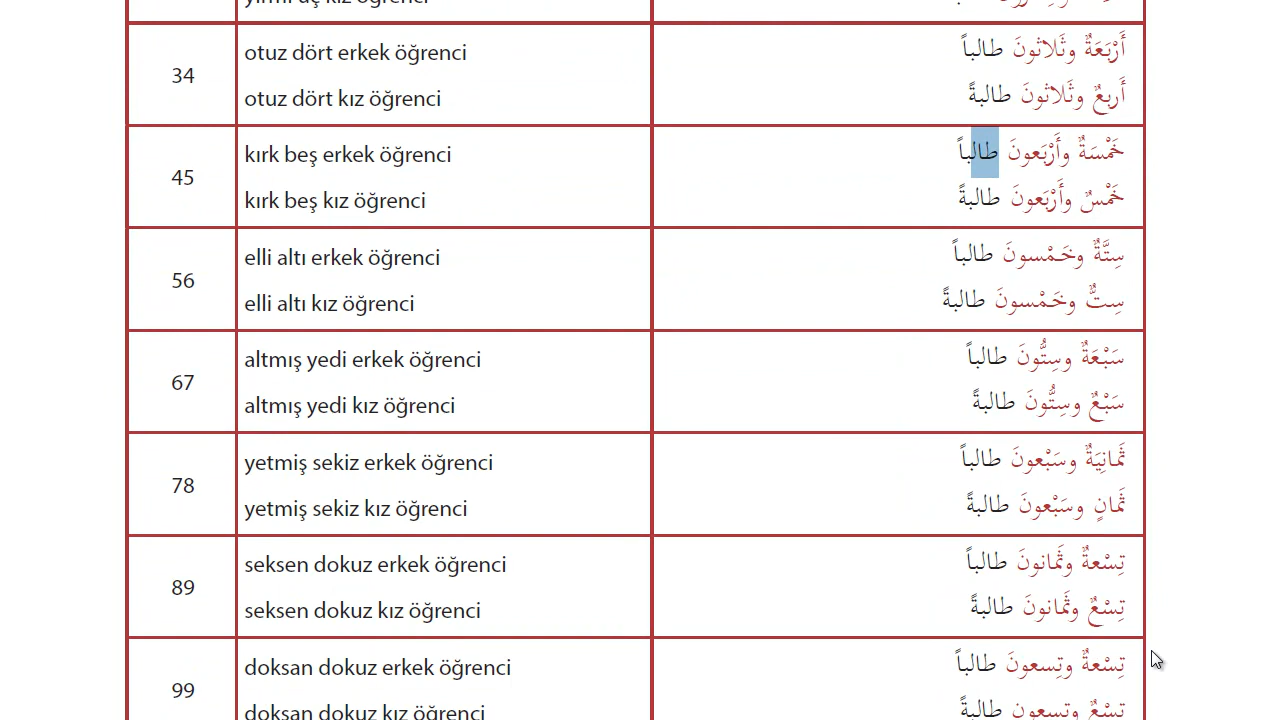 34
otuz dört erkek öğrenci
أَرْبَعَةٌ وثَلاثونَ طالباً
otuz dört kız öğrenci
أَربعٌ وثَلاثونَ طالبةً
45
kırk beş erkek öğrenci
خَمْسَةٌ وأَرْبَعونَ طالباً
kırk beş kız öğrenci
خَمْسٌ وأَرْبَعونَ طالبةً
56
elli altı erkek öğrenci
سِتَّةٌ وخَمْسونَ طالباً
elli altı kız öğrenci
سِتٌّ وخَمْسونَ طالبةً
67
altmış yedi erkek öğrenci
سَبْعَةٌ وسِتُّونَ طالباً
altmış yedi kız öğrenci
سَبْعٌ وسِتُّونَ طالبةً
78
yetmiş sekiz erkek öğrenci
ثَمانِيَةٌ وسَبْعونَ طالباً
yetmiş sekiz kız öğrenci
ثَمانٍ وسَبْعونَ طالبةً
89
seksen dokuz erkek öğrenci
تِسْعةٌ وثَمانونَ طالباً
seksen dokuz kız öğrenci
تِسْعٌ وثَمانونَ طالبةً
99
doksan dokuz erkek öğrenci
تِسْعةٌ وتِسعونَ طالباً
doksan dokuz kız öğrenci
تِسْعٌ وتِسعون طالبةً